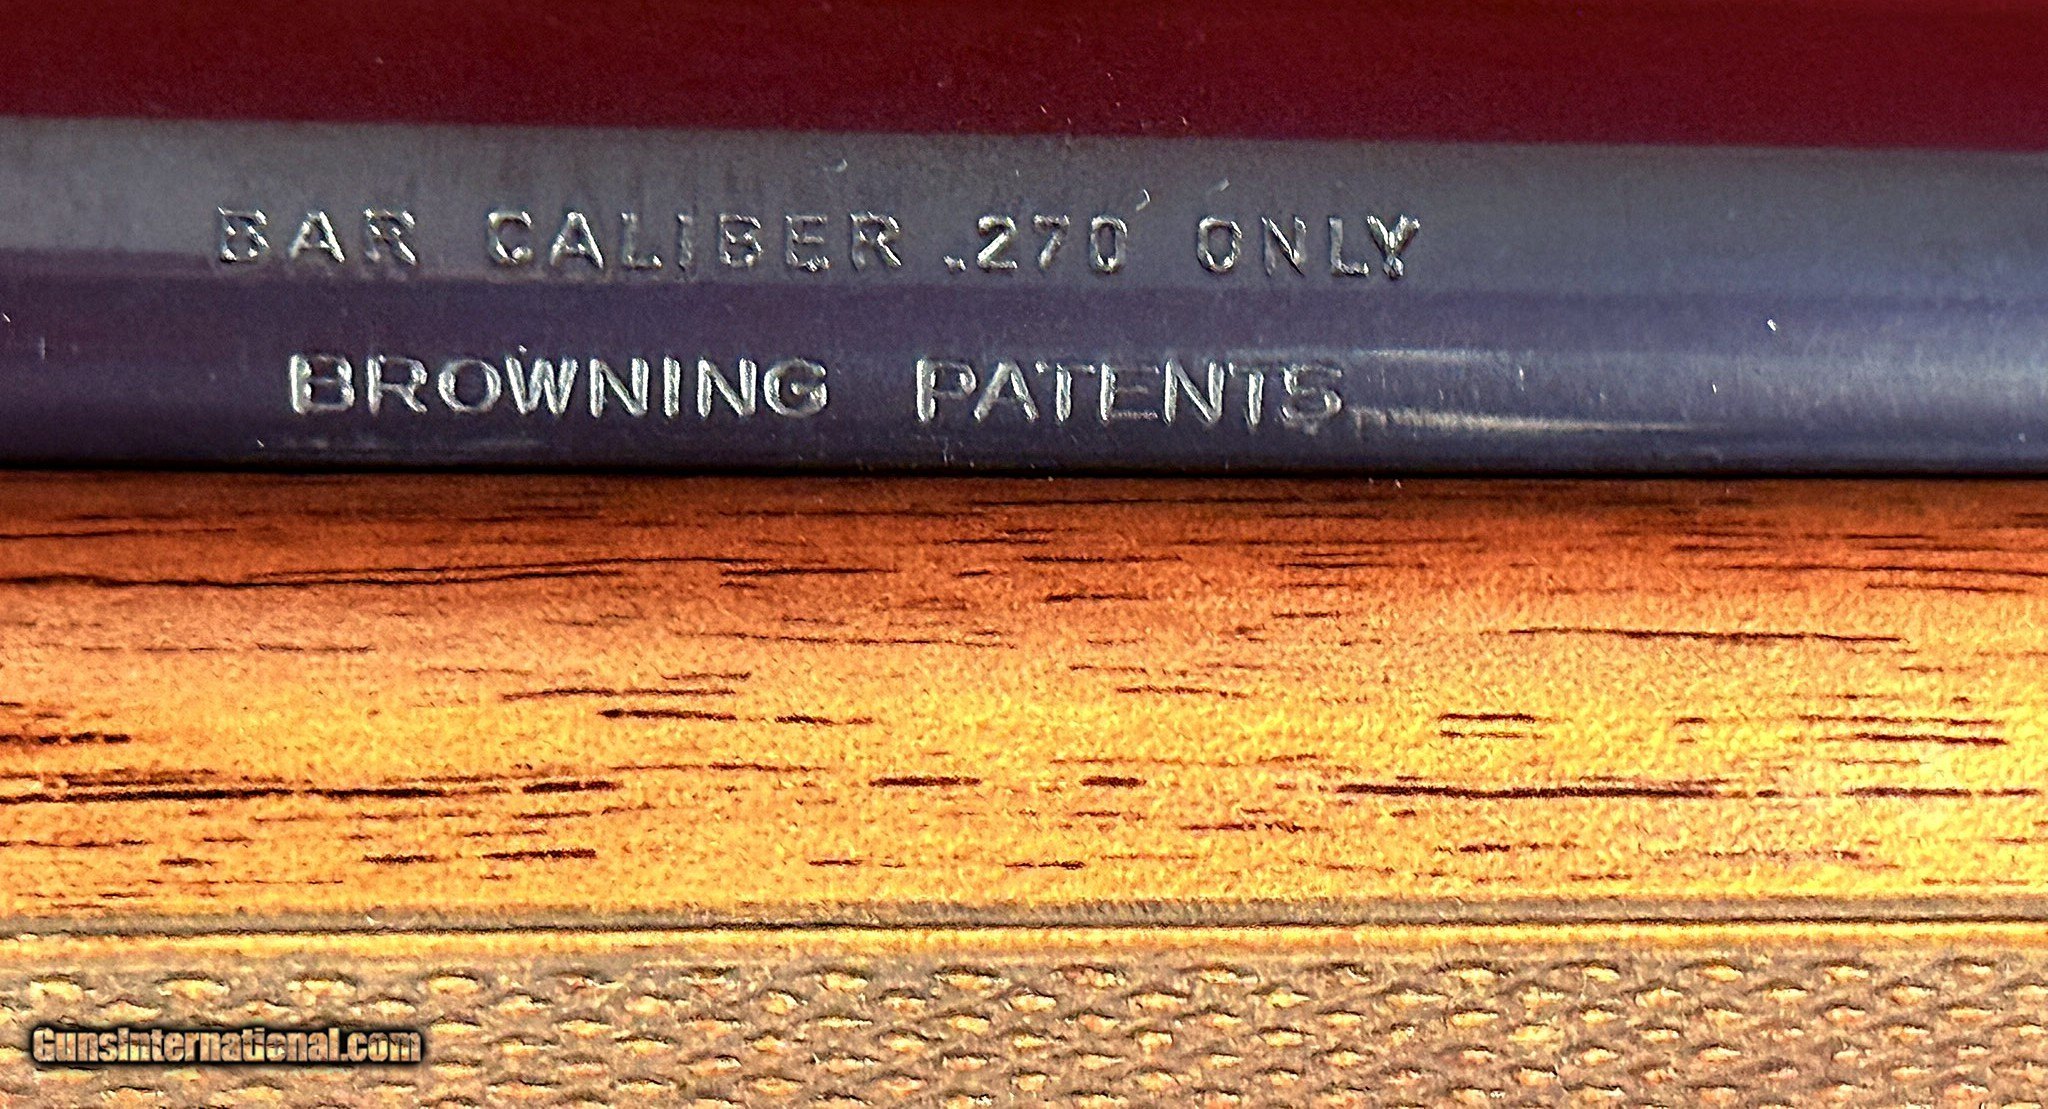 BAR CALIBER .270 ONLY
BROWNING PATENTS
GunsInternational.com